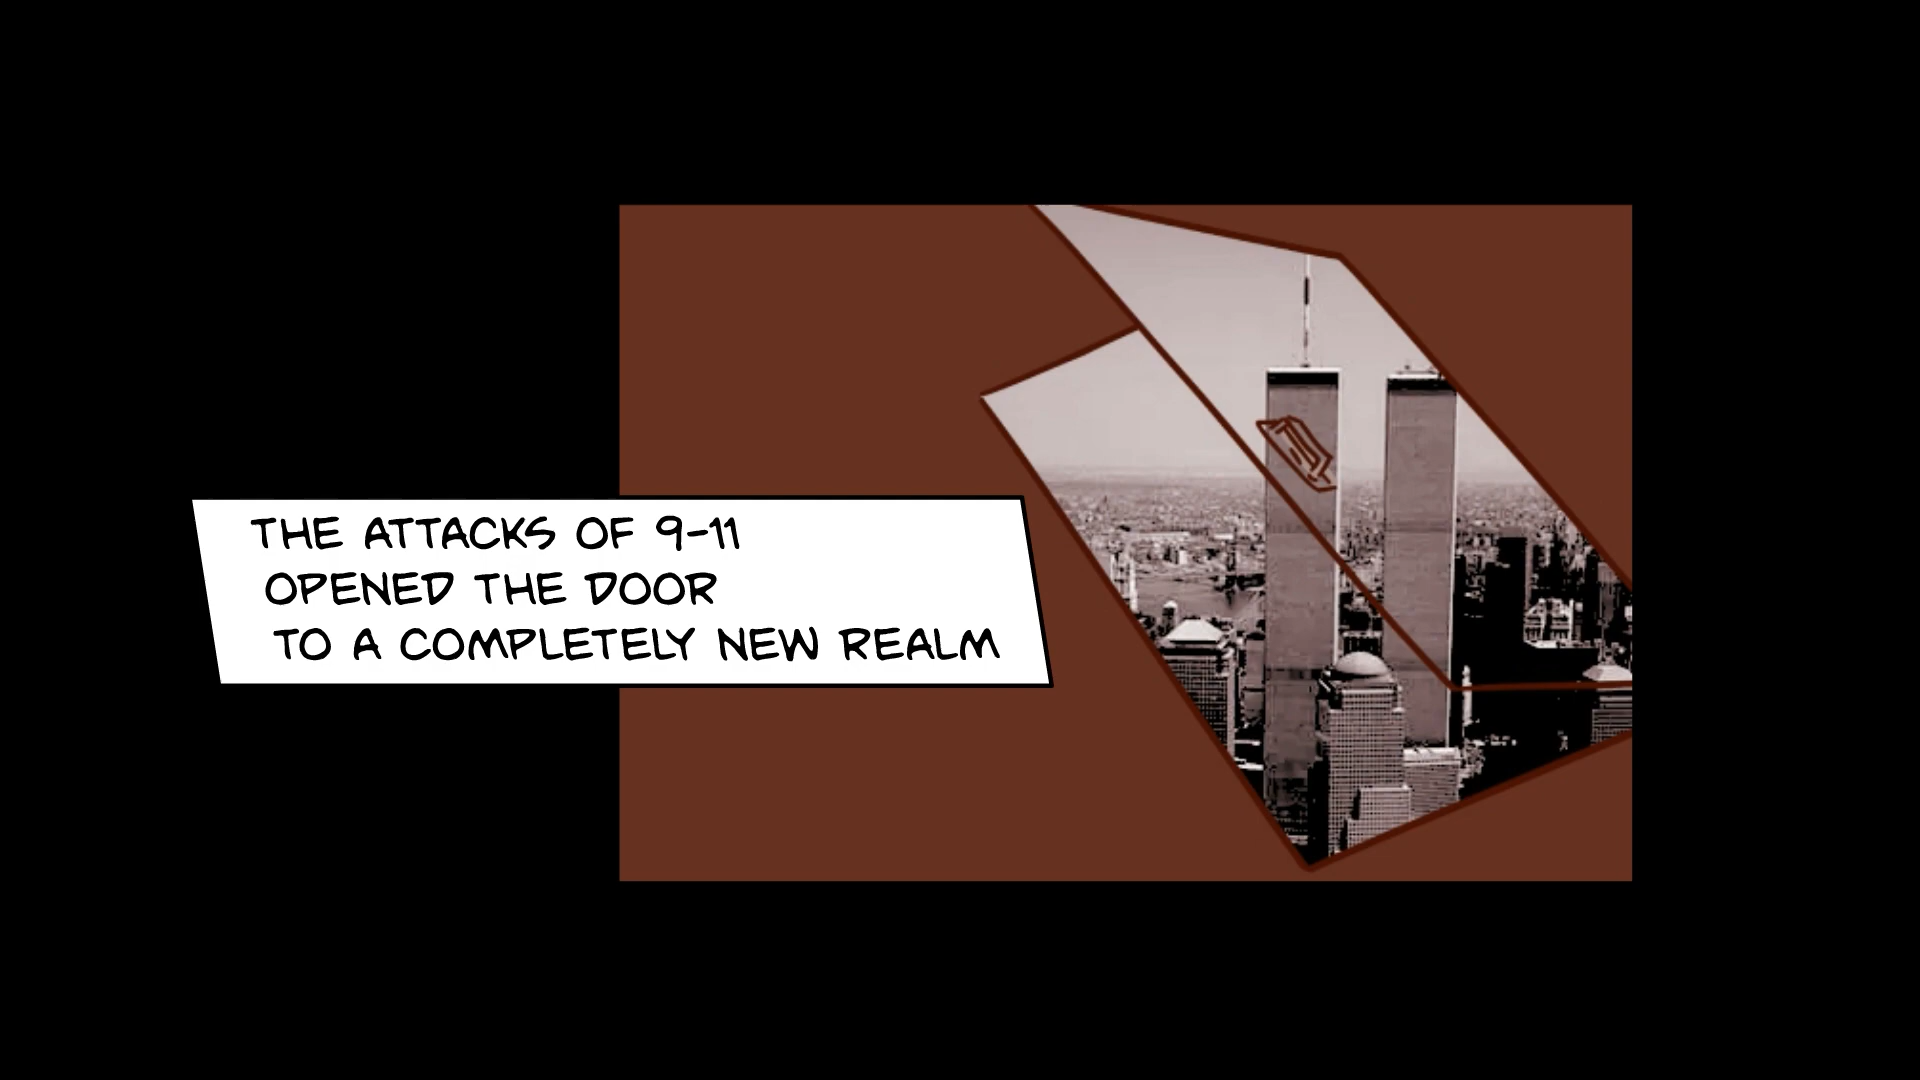 THE ATTACKS OF 9-11
OPENED THE DOOR
TO A COMPLETELY NEW REALM